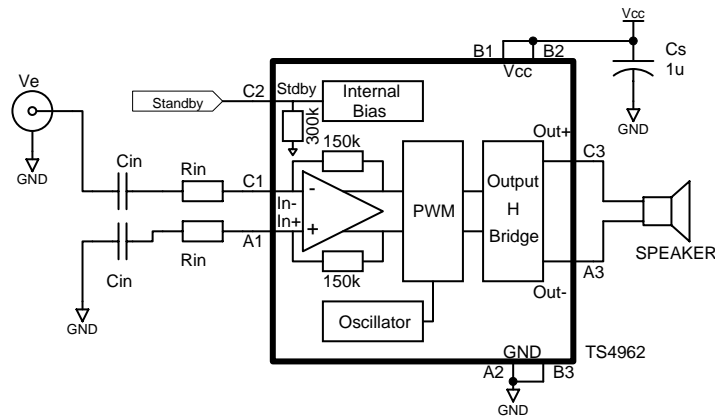 Vcc
B1
B2
Cs
1u
Vcc
GND
Ve
Standby
C2
Stdby
Internal
Bias
300k
GND
150k
Out+
C3
Cin
Rin
C1
-
In-
In+
+
PWM
Output
H
Bridge
A1
Rin
Cin
150k
SPEAKER
A3
Out-
GND
Oscillator
GND
TS4962
A2
B3
GND